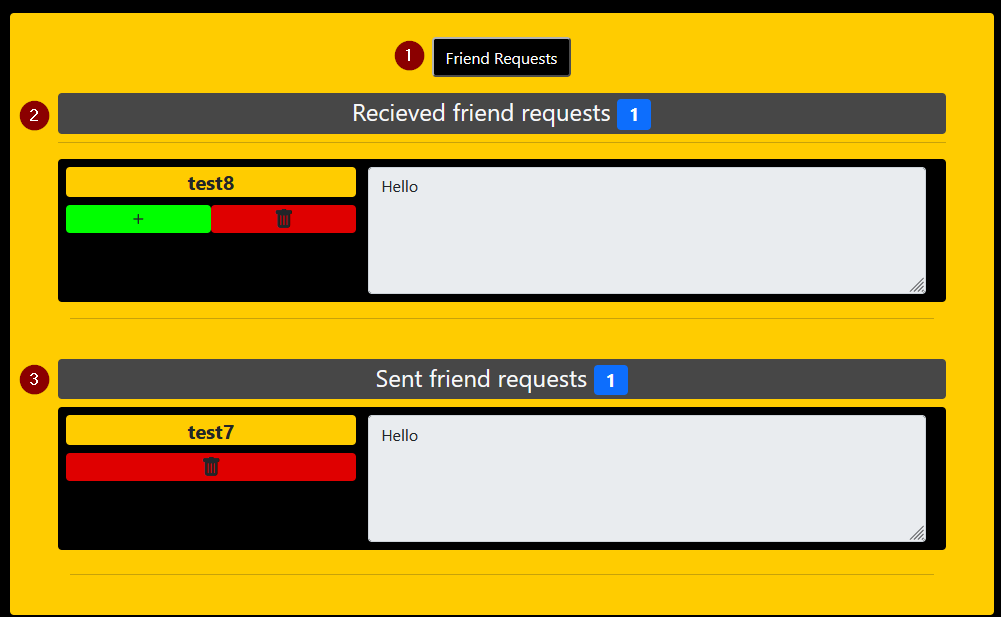 1 Friend Requests
2 Recieved friend requests 1
test8
Hello
+
3 Sent friend requests 1
test7
Hello